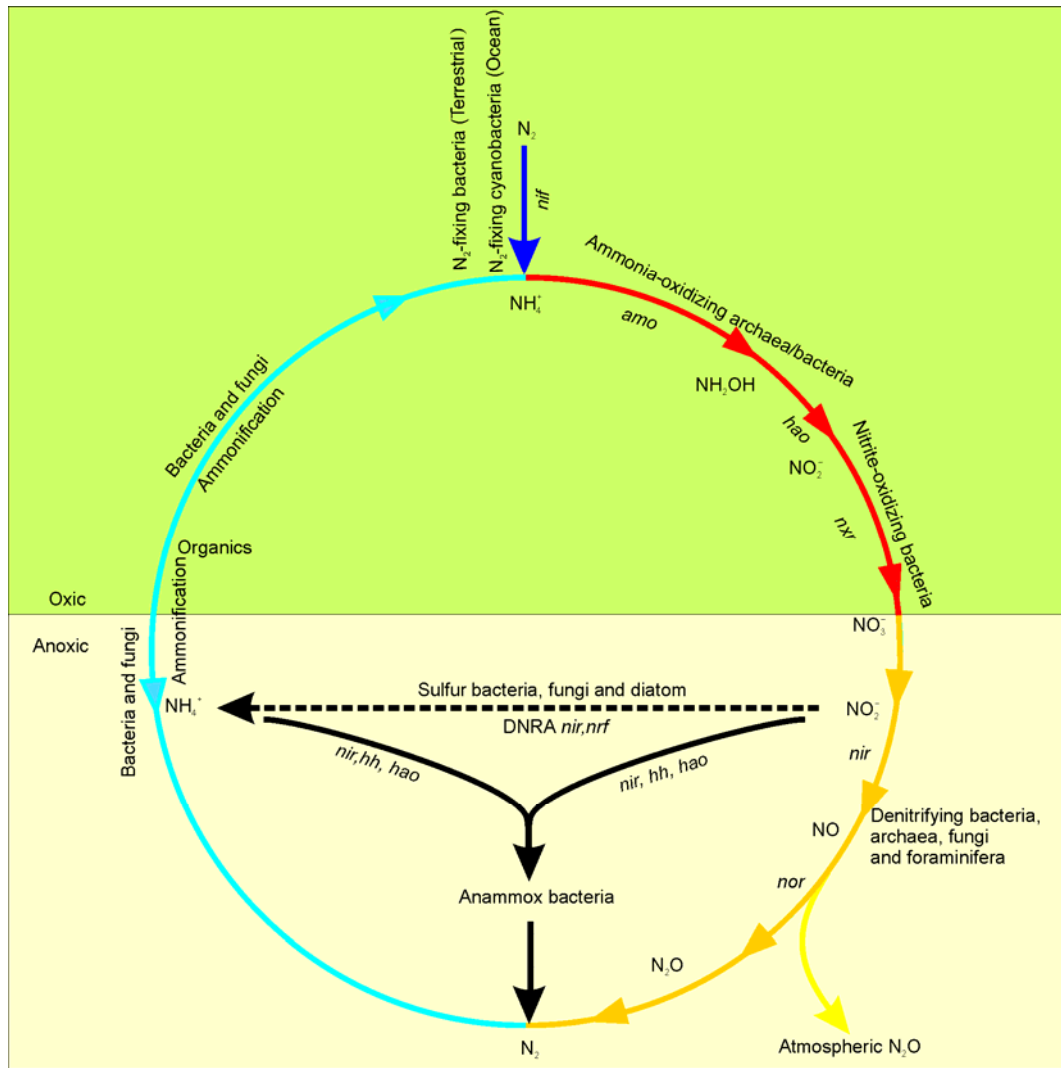 N₂-fixing bacteria (Terrestrial)
N₂-fixing cyanobacteria (Ocean)
N₂
nif
NH₄⁺
Ammonia-oxidizing archaea/bacteria
amo
NH₂OH
hao
NO₂⁻
Nitrite-oxidizing bacteria
nxr
Bacteria and fungi
Ammonification
Organics
Oxic
Anoxic
NO₃⁻
Bacteria and fungi
Ammonification
NH₄⁺
Sulfur bacteria, fungi and diatom
DNRA nir,nrf
NO₂⁻
nir,hh, hao
nir, hh, hao
nir
NO
Denitrifying bacteria,
archaea, fungi
and foraminifera
nor
Anammox bacteria
N₂O
N₂
Atmospheric N₂O